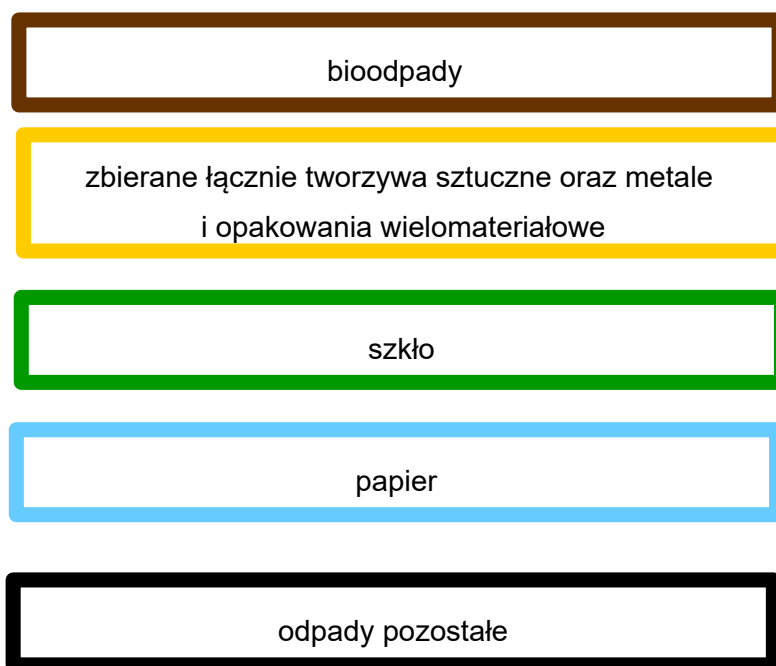 bioodpady
zbierane łącznie tworzywa sztuczne oraz metale
i opakowania wielomateriałowe
szkło
papier
odpady pozostałe